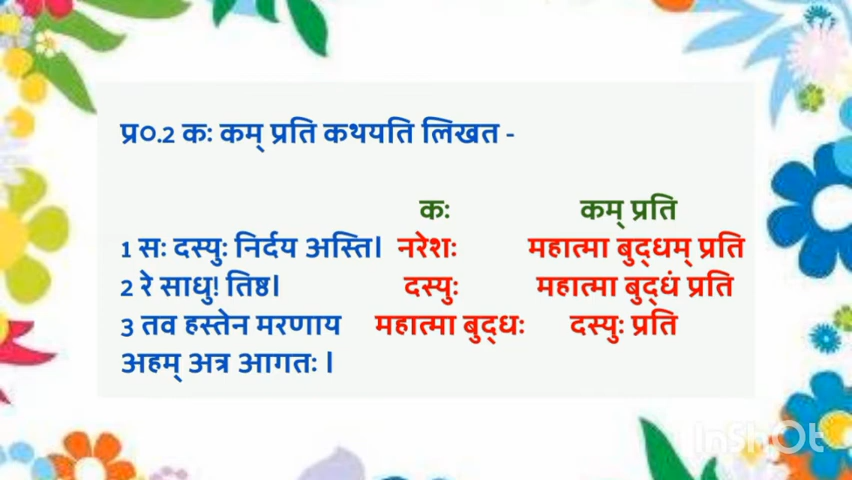 प्र०.2 कः कम् प्रति कथयति लिखत -
कः कम् प्रति
1 सः दस्युः निर्दय अस्ति। नरेशः महात्मा बुद्धम् प्रति
2 रे साधु! तिष्ठ। दस्युः महात्मा बुद्धं प्रति
3 तव हस्तेन मरणाय महात्मा बुद्धः दस्युः प्रति
अहम् अत्र आगतः ।
InShOt